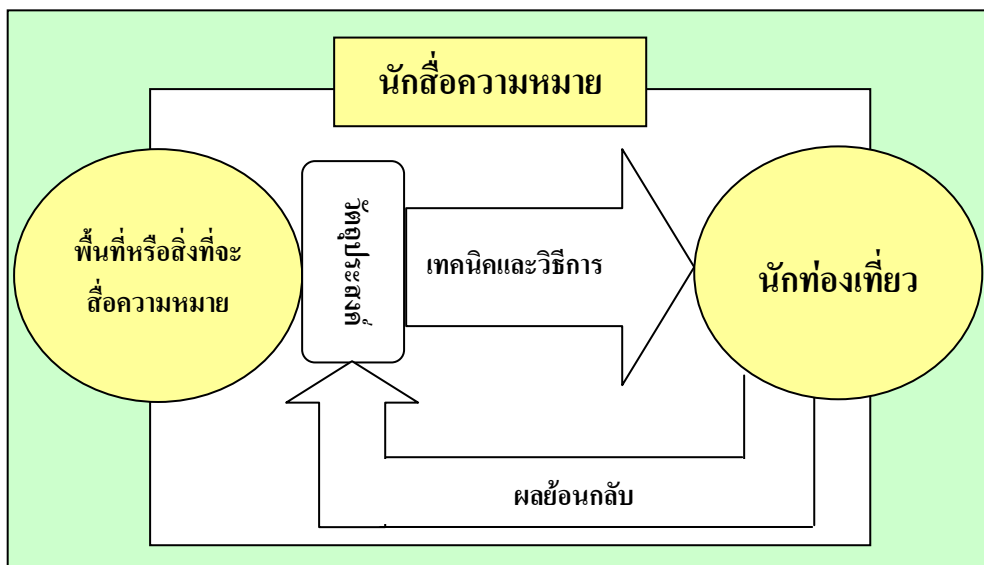 นักสื่อความหมาย
พื้นที่หรือสิ่งที่จะ
สื่อความหมาย
วัตถุประสงค์
เทคนิคและวิธีการ
นักท่องเที่ยว
ผลย้อนกลับ